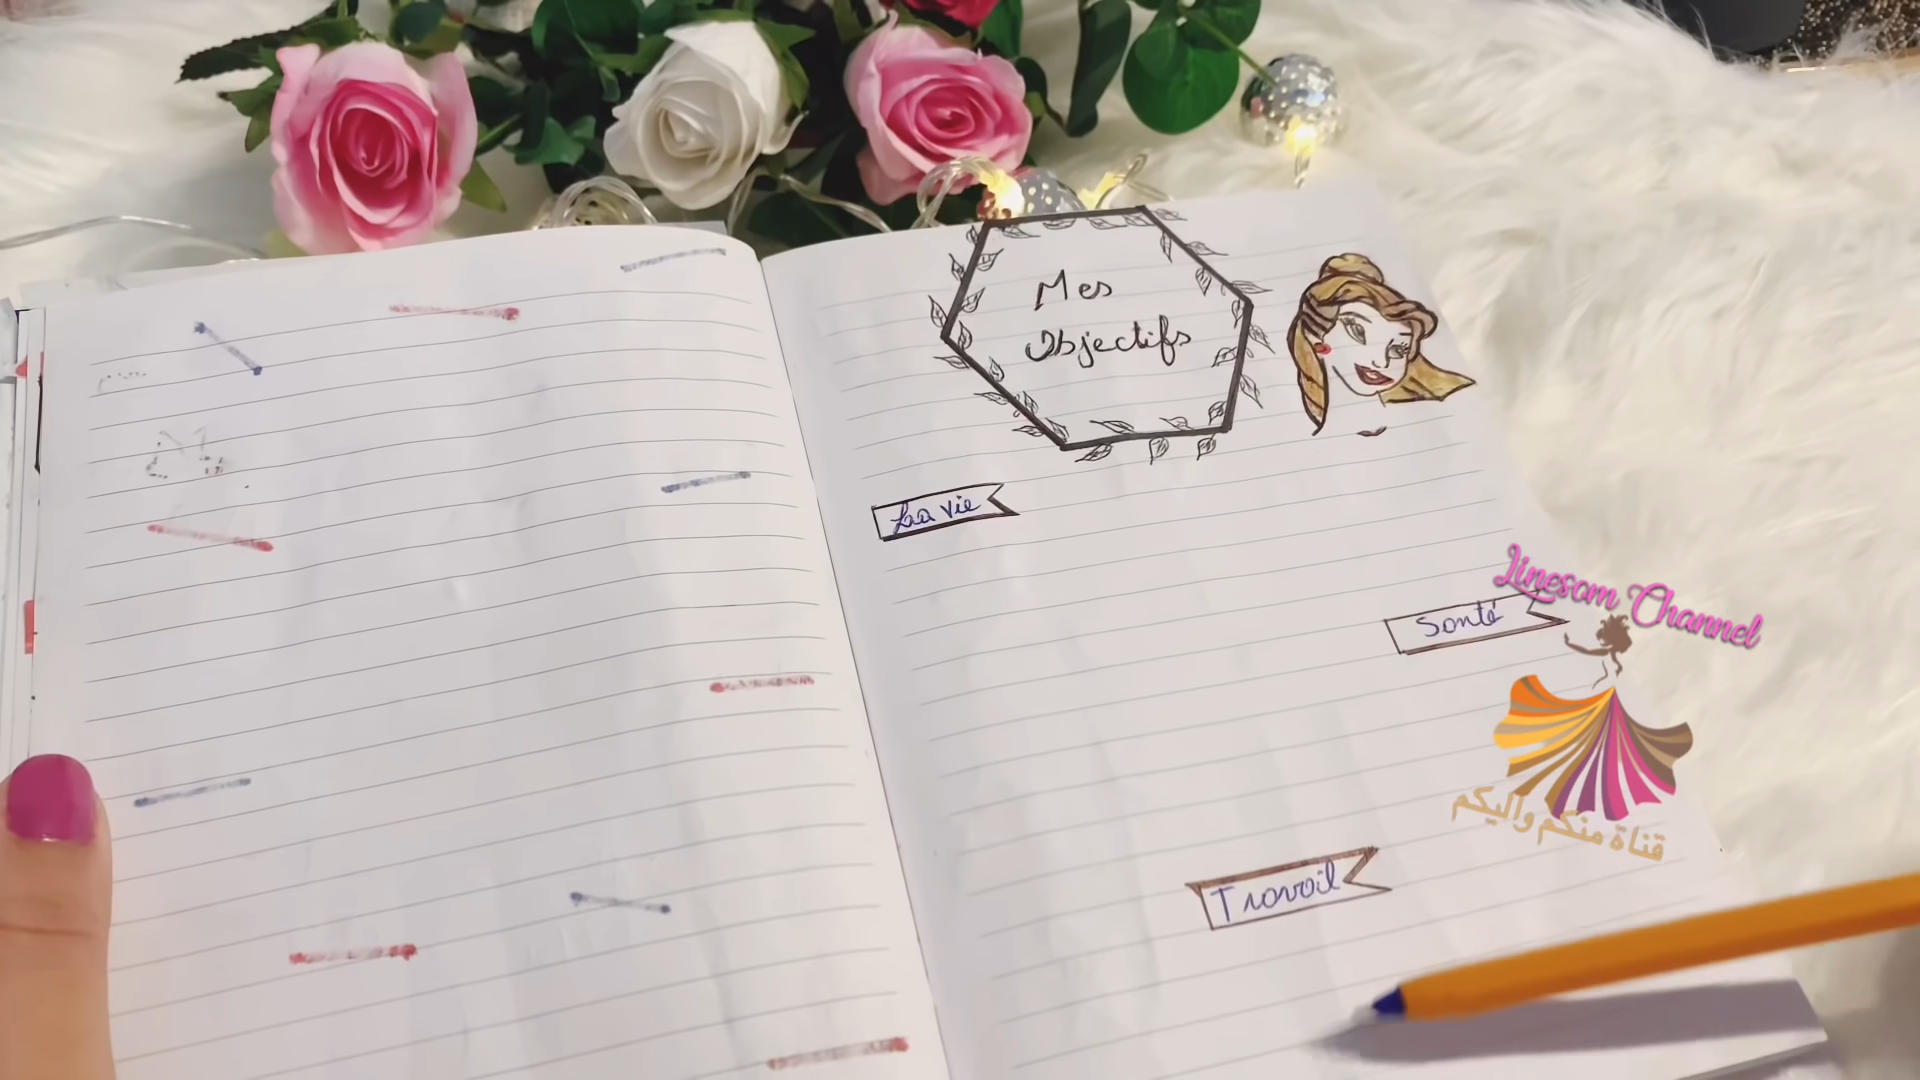 Mes
Objectifs
La vie
Santé
Linesom Channel
قناة منكم واليكم
Travail